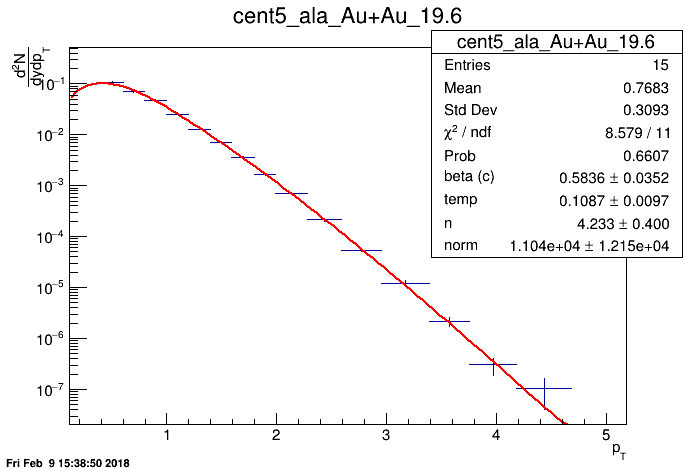 cent5_ala_Au+Au_19.6
cent5_ala_Au+Au_19.6
Entries 15
Mean 0.7683
Std Dev 0.3093
χ² / ndf 8.579 / 11
Prob 0.6607
beta (c) 0.5836 ± 0.0352
temp 0.1087 ± 0.0097
n 4.233 ± 0.400
norm 1.104e+04 ± 1.215e+04
d²N
dydp_T
10⁻¹
10⁻²
10⁻³
10⁻⁴
10⁻⁵
10⁻⁶
10⁻⁷
1 2 3 4 5
p_T
Fri Feb 9 15:38:50 2018